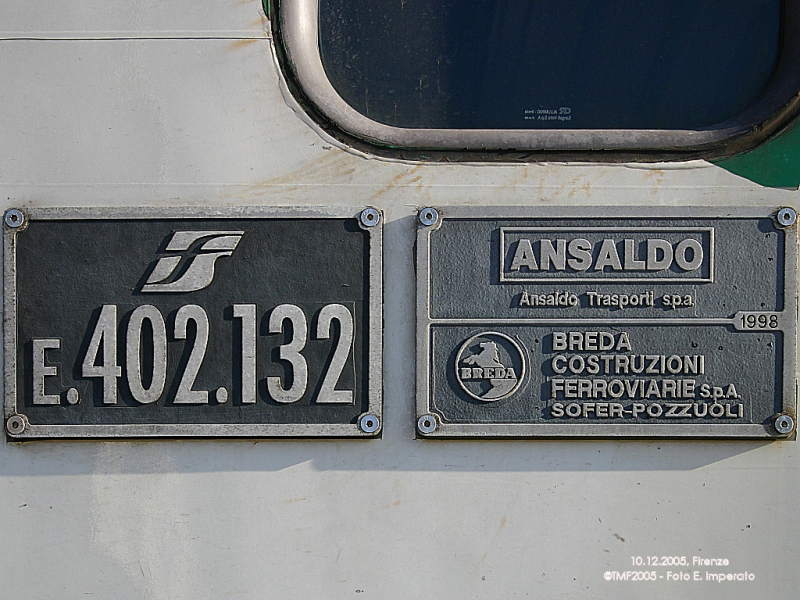 E.402.132
ANSALDO
Ansaldo Trasporti s.p.a.
1998
BREDA
BREDA
COSTRUZIONI
FERROVIARIE S.p.A.
SOFER-POZZUOLI
10.12.2005, Firenze
©TMF2005 - Foto E. Imperato